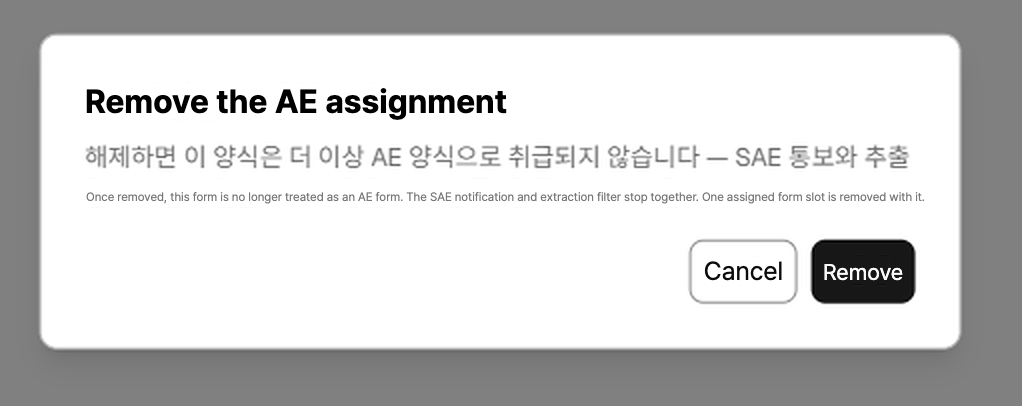 Remove the AE assignment
해제하면 이 양식은 더 이상 AE 양식으로 취급되지 않습니다 — SAE 통보와 추출
Once removed, this form is no longer treated as an AE form. The SAE notification and extraction filter stop together. One assigned form slot is removed with it.
Cancel
Remove